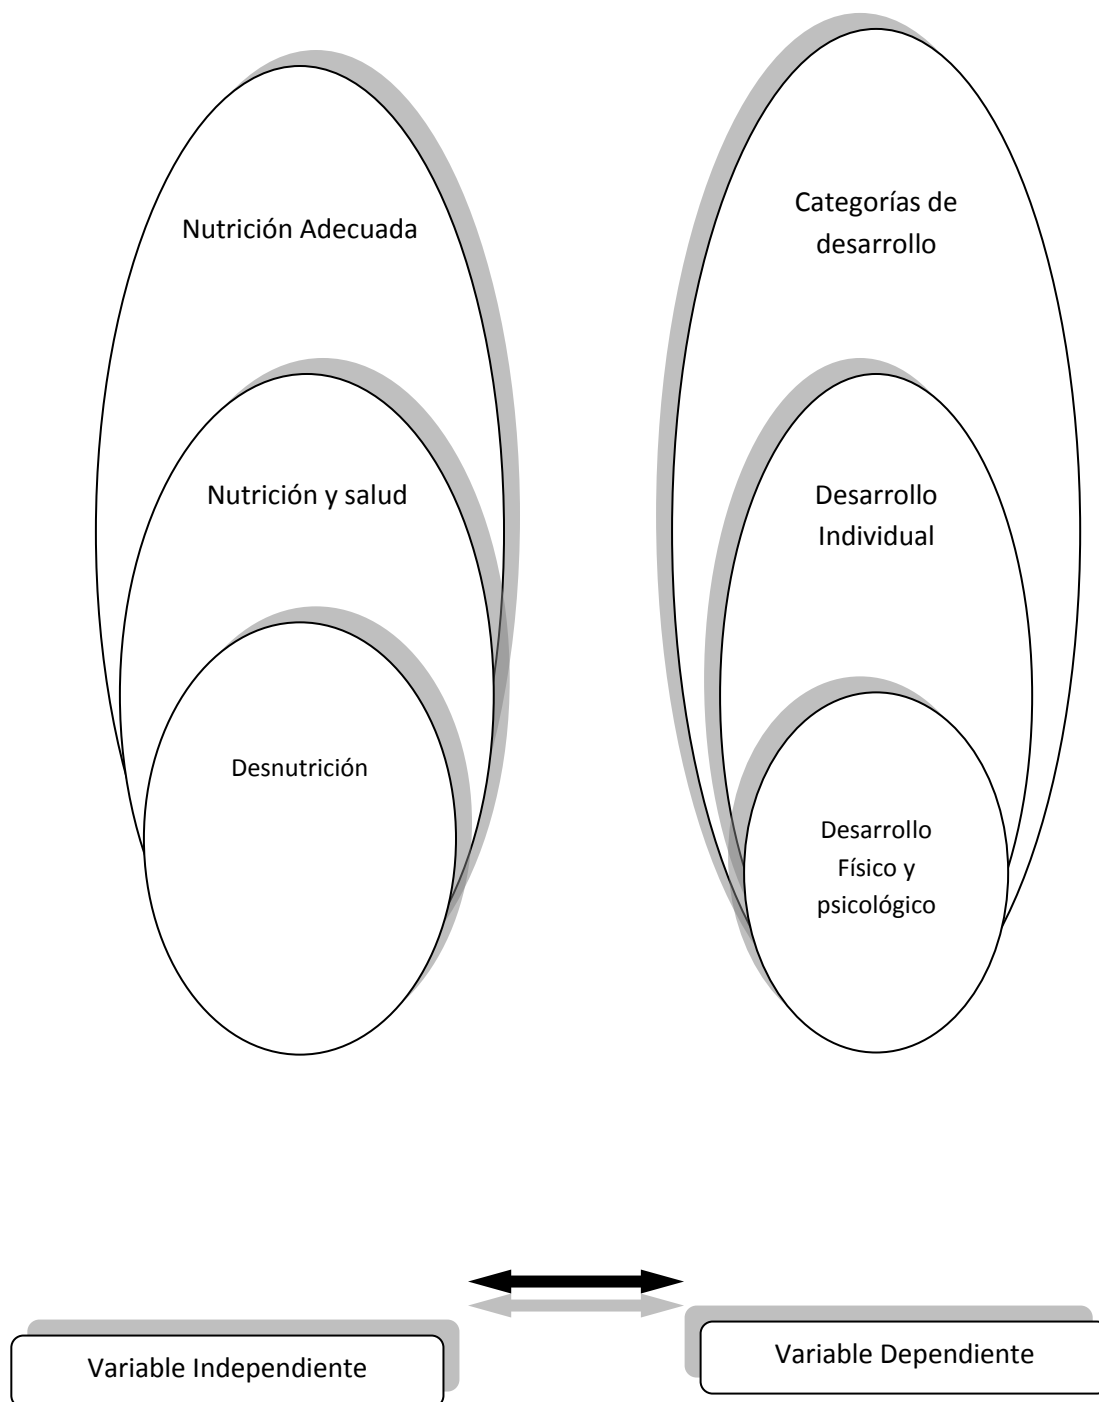 Nutrición Adecuada
Nutrición y salud
Desnutrición
Categorías de
desarrollo
Desarrollo
Individual
Desarrollo
Físico y
psicológico
Variable Independiente
Variable Dependiente